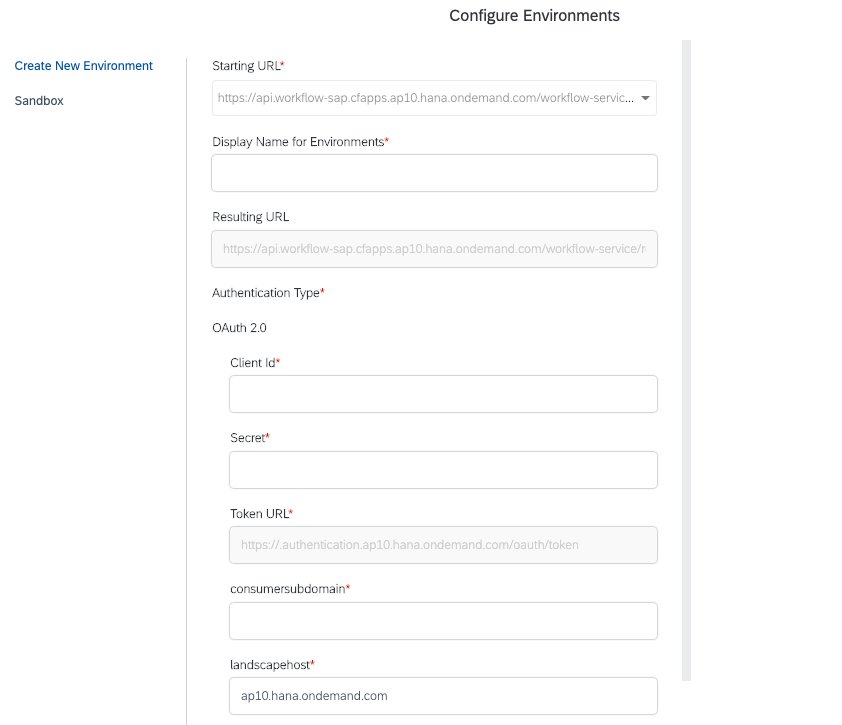 Configure Environments
Create New Environment
Sandbox
Starting URL*
https://api.workflow-sap.cfapps.ap10.hana.ondemand.com/workflow-servic...
Display Name for Environments*
Resulting URL
https://api.workflow-sap.cfapps.ap10.hana.ondemand.com/workflow-service/r
Authentication Type*
OAuth 2.0
Client Id*
Secret*
Token URL*
https://.authentication.ap10.hana.ondemand.com/oauth/token
consumersubdomain*
landscapehost*
ap10.hana.ondemand.com